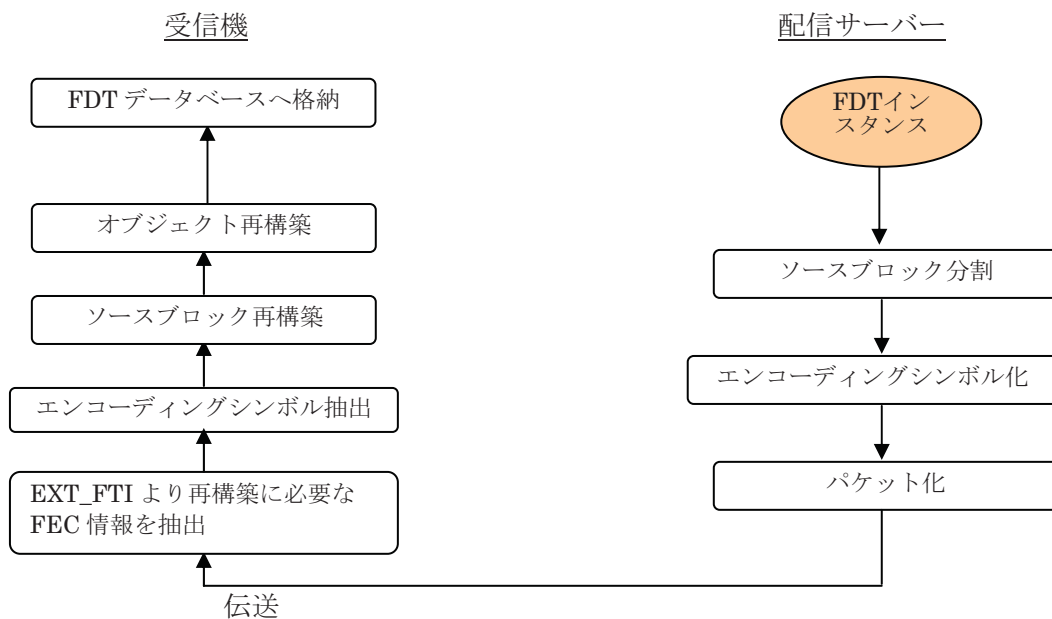 受信機
配信サーバー
FDT データベースへ格納
FDTイン
スタンス
オブジェクト再構築
ソースブロック分割
ソースブロック再構築
エンコーディングシンボル化
エンコーディングシンボル抽出
パケット化
EXT_FTI より再構築に必要な
FEC 情報を抽出
伝送